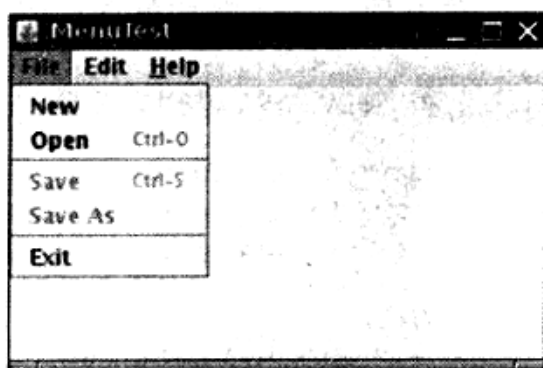 MenuTest
File Edit Help
New
Open Ctrl-O
Save Ctrl-S
Save As
Exit